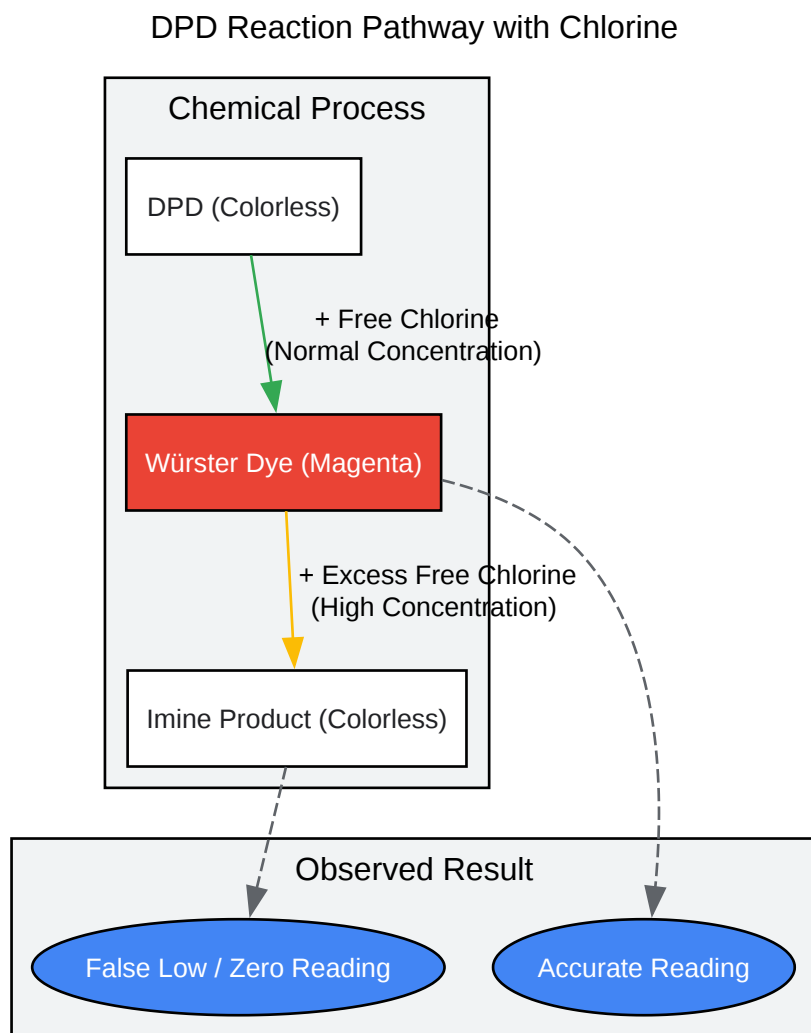 DPD Reaction Pathway with Chlorine
Chemical Process
DPD (Colorless)
+ Free Chlorine
(Normal Concentration)
Würster Dye (Magenta)
+ Excess Free Chlorine
(High Concentration)
Imine Product (Colorless)
Observed Result
False Low / Zero Reading
Accurate Reading